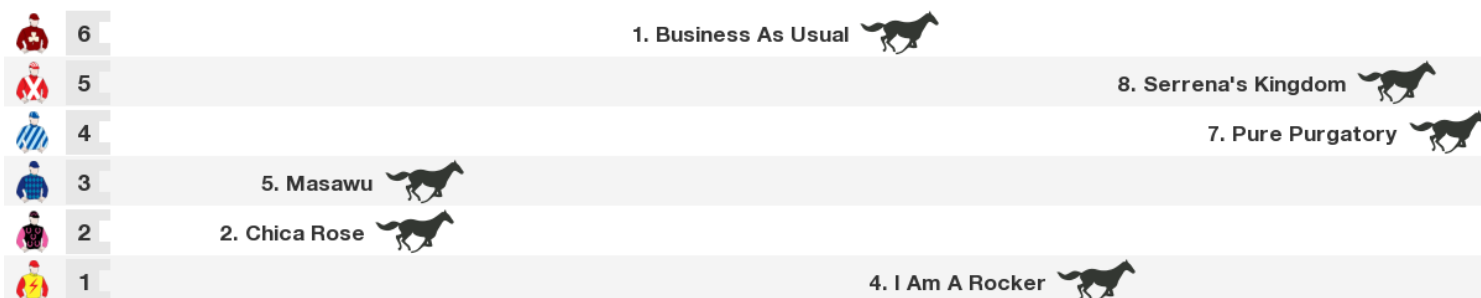 6 1. Business As Usual
5 8. Serrena's Kingdom
4 7. Pure Purgatory
3 5. Masawu
2 2. Chica Rose
1 4. I Am A Rocker